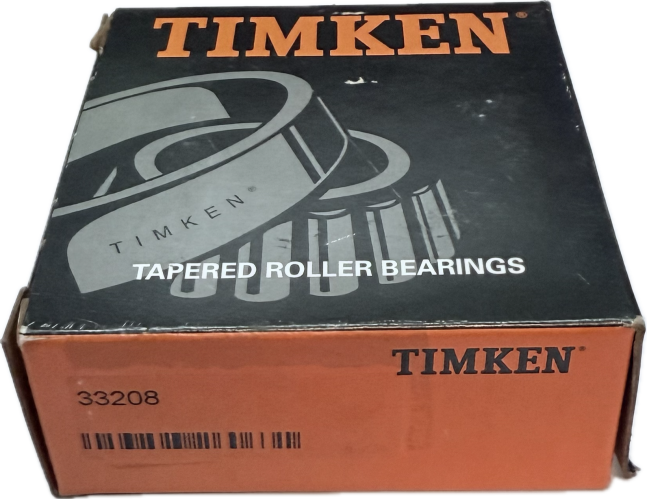 TIMKEN®
TIMKEN®
TAPERED ROLLER BEARINGS
TIMKEN®
33208